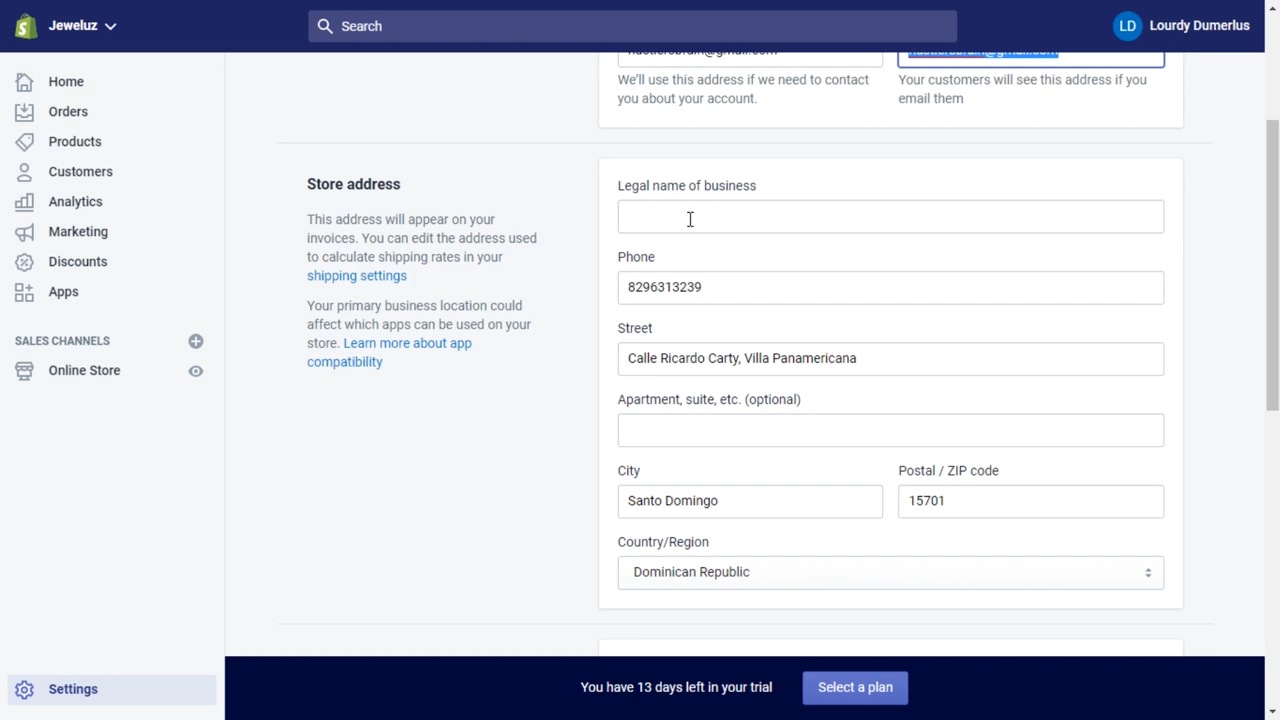 Jeweluz
Search
LD Lourdy Dumerlus
Home
Orders
Products
Customers
Analytics
Marketing
Discounts
Apps
SALES CHANNELS
Online Store
Settings
We'll use this address if we need to contact
you about your account.
Your customers will see this address if you
email them
Store address
This address will appear on your
invoices. You can edit the address used
to calculate shipping rates in your
shipping settings
Your primary business location could
affect which apps can be used on your
store. Learn more about app
compatibility
Legal name of business
Phone
8296313239
Street
Calle Ricardo Carty, Villa Panamericana
Apartment, suite, etc. (optional)
City
Santo Domingo
Postal / ZIP code
15701
Country/Region
Dominican Republic
You have 13 days left in your trial
Select a plan